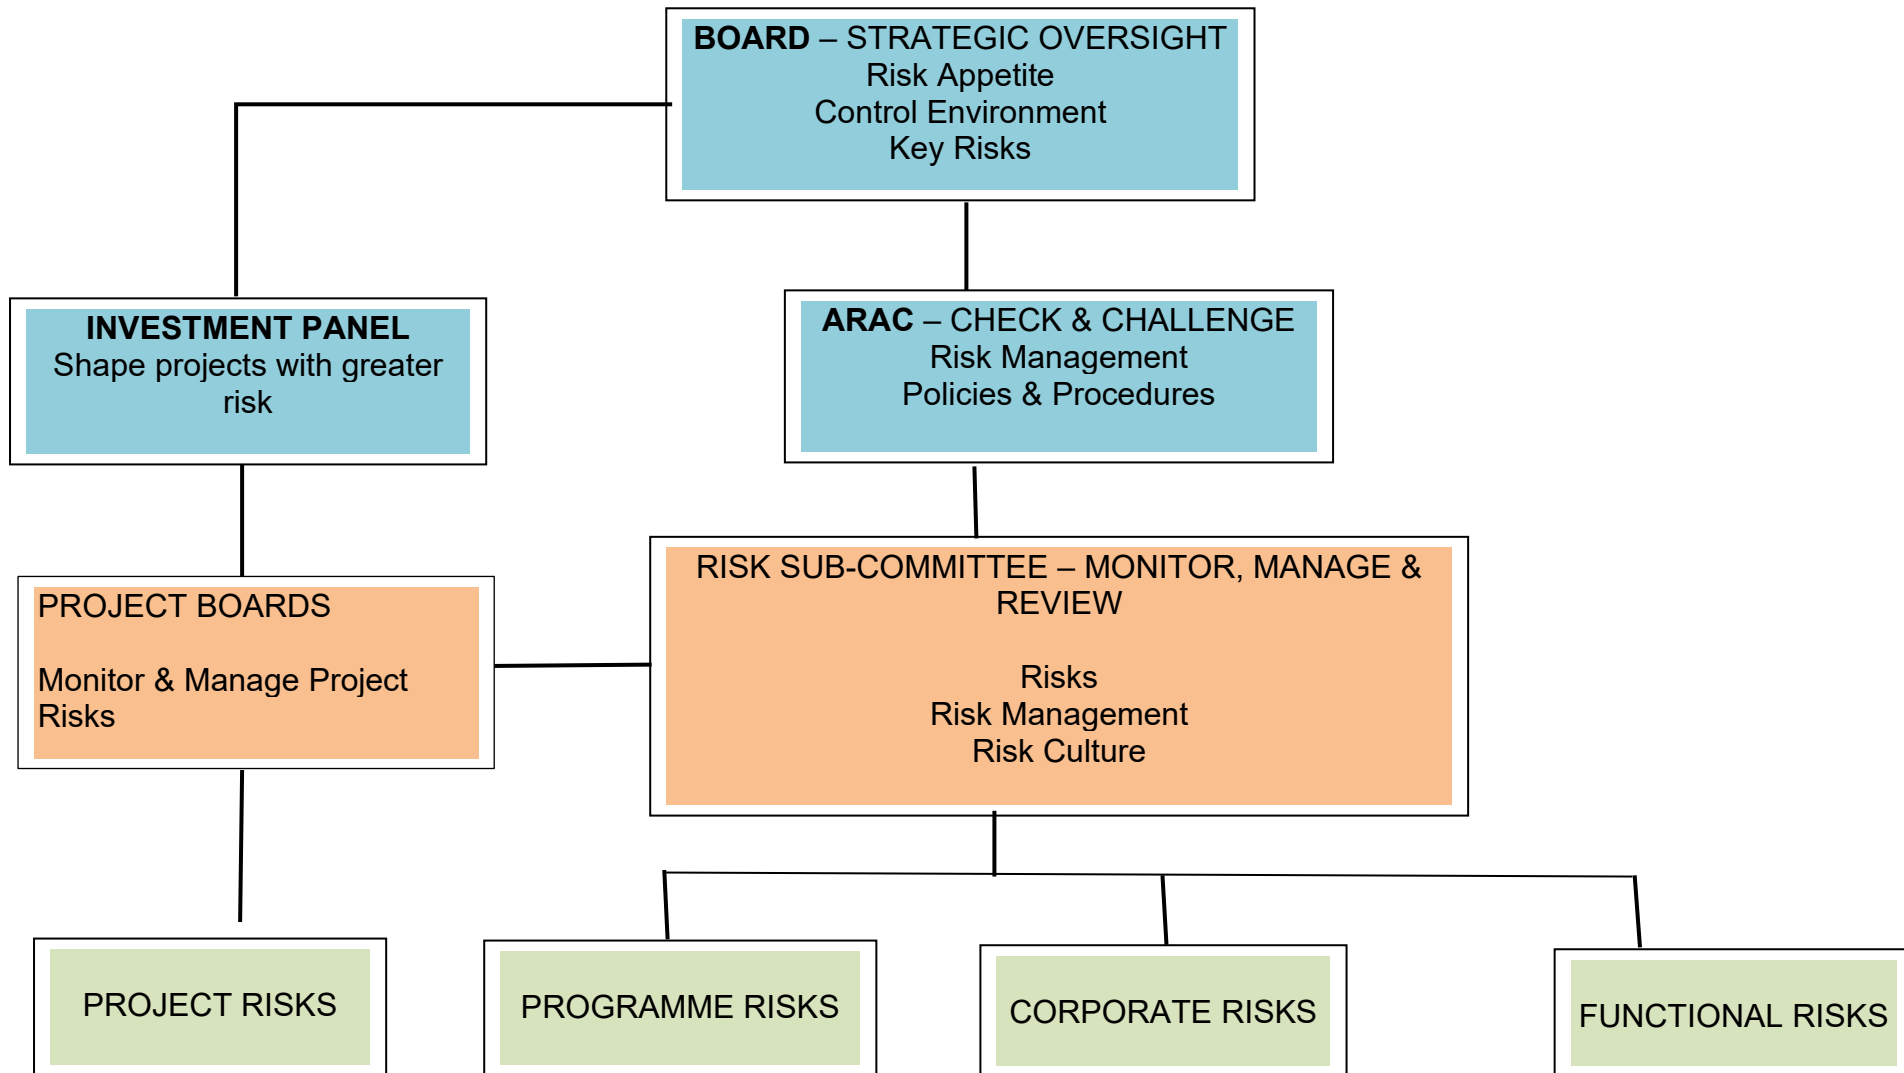 BOARD – STRATEGIC OVERSIGHT
Risk Appetite
Control Environment
Key Risks
INVESTMENT PANEL
Shape projects with greater
risk
ARAC – CHECK & CHALLENGE
Risk Management
Policies & Procedures
PROJECT BOARDS
Monitor & Manage Project
Risks
RISK SUB-COMMITTEE – MONITOR, MANAGE &
REVIEW
Risks
Risk Management
Risk Culture
PROJECT RISKS
PROGRAMME RISKS
CORPORATE RISKS
FUNCTIONAL RISKS